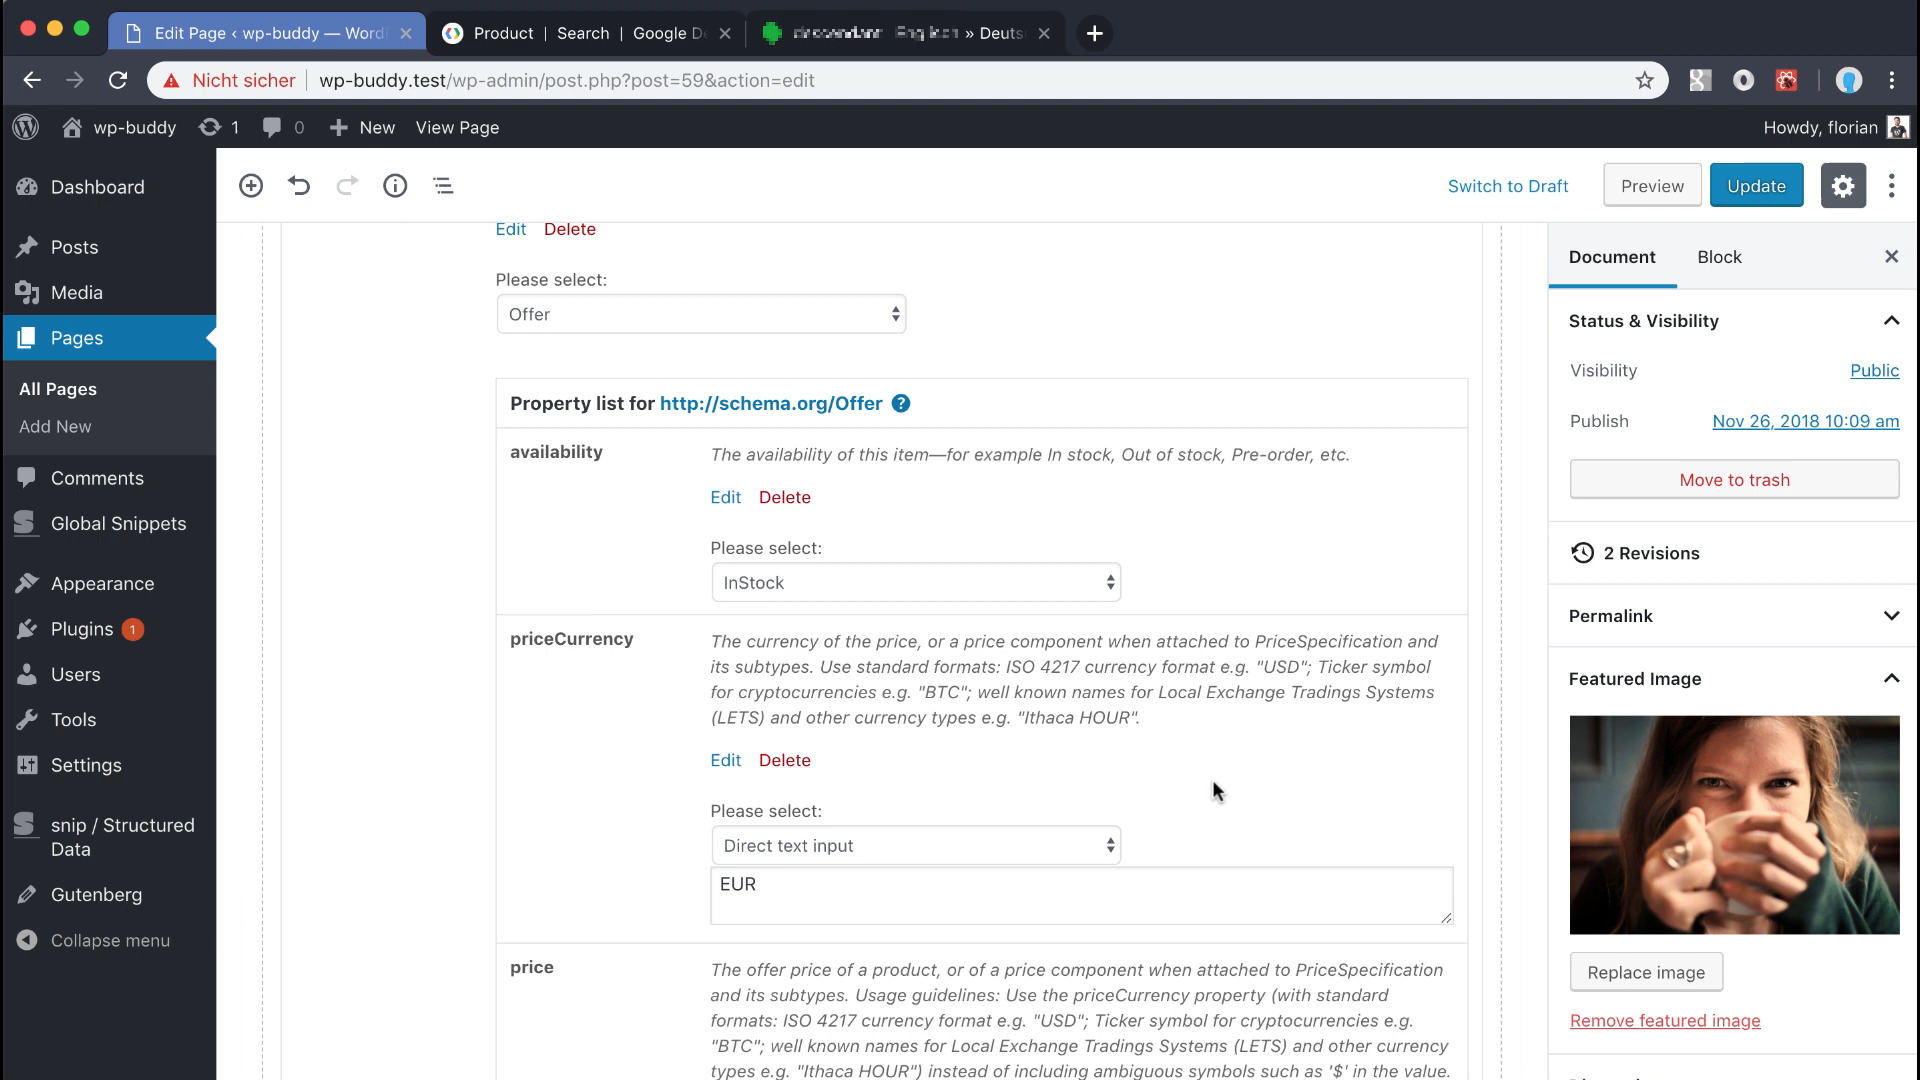 Edit Page ‹ wp-buddy — Word
Product | Search | Google De
» Deuts
Nicht sicher
wp-buddy.test/wp-admin/post.php?post=59&action=edit
wp-buddy
1
0
New
View Page
Howdy, florian
Dashboard
Posts
Media
Pages
All Pages
Add New
Comments
Global Snippets
Appearance
Plugins 1
Users
Tools
Settings
snip / Structured
Data
Gutenberg
Collapse menu
Switch to Draft
Preview
Update
Edit Delete
Please select:
Offer
Property list for http://schema.org/Offer ?
availability
The availability of this item—for example In stock, Out of stock, Pre-order, etc.
Edit Delete
Please select:
InStock
priceCurrency
The currency of the price, or a price component when attached to PriceSpecification and
its subtypes. Use standard formats: ISO 4217 currency format e.g. "USD"; Ticker symbol
for cryptocurrencies e.g. "BTC"; well known names for Local Exchange Tradings Systems
(LETS) and other currency types e.g. "Ithaca HOUR".
Edit Delete
Please select:
Direct text input
EUR
price
The offer price of a product, or of a price component when attached to PriceSpecification
and its subtypes. Usage guidelines: Use the priceCurrency property (with standard
formats: ISO 4217 currency format e.g. "USD"; Ticker symbol for cryptocurrencies e.g.
"BTC"; well known names for Local Exchange Tradings Systems (LETS) and other currency
types e.g. "Ithaca HOUR") instead of including ambiguous symbols such as '$' in the value.
Document
Block
Status & Visibility
Visibility
Public
Publish
Nov 26, 2018 10:09 am
Move to trash
2 Revisions
Permalink
Featured Image
Replace image
Remove featured image